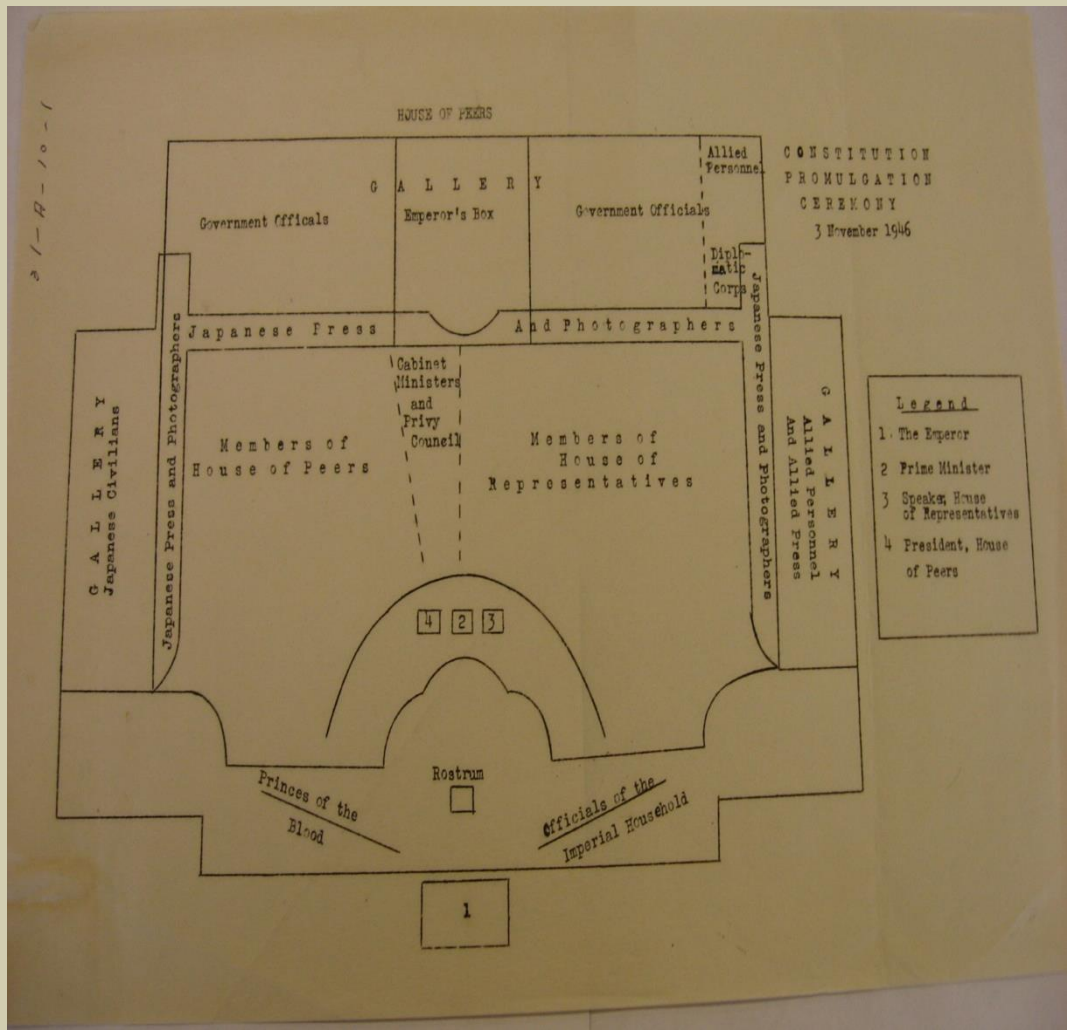 31-A-10-1
HOUSE OF PEERS
CONSTITUTION
PROMULGATION
CEREMONY
3 November 1946
G A L L E R Y
Government Officals
Emperor's Box
Government Officials
Allied
Personnel
Diplo-
matic
Corps
Japanese Press And Photographers
Japanese Press and Photographers
Japanese Press and Photographers
G A L L E R Y
Japanese Civilians
G A L L E R Y
Allied Personnel
And Allied Press
Members of
House of Peers
Cabinet
Ministers
and
Privy
Council
Members of
House of
Representatives
4
2
3
Rostrum
Princes of the
Blood
Officials of the
Imperial Household
1
Legend
1. The Emperor
2 Prime Minister
3 Speaker, House
of Representatives
4 President, House
of Peers